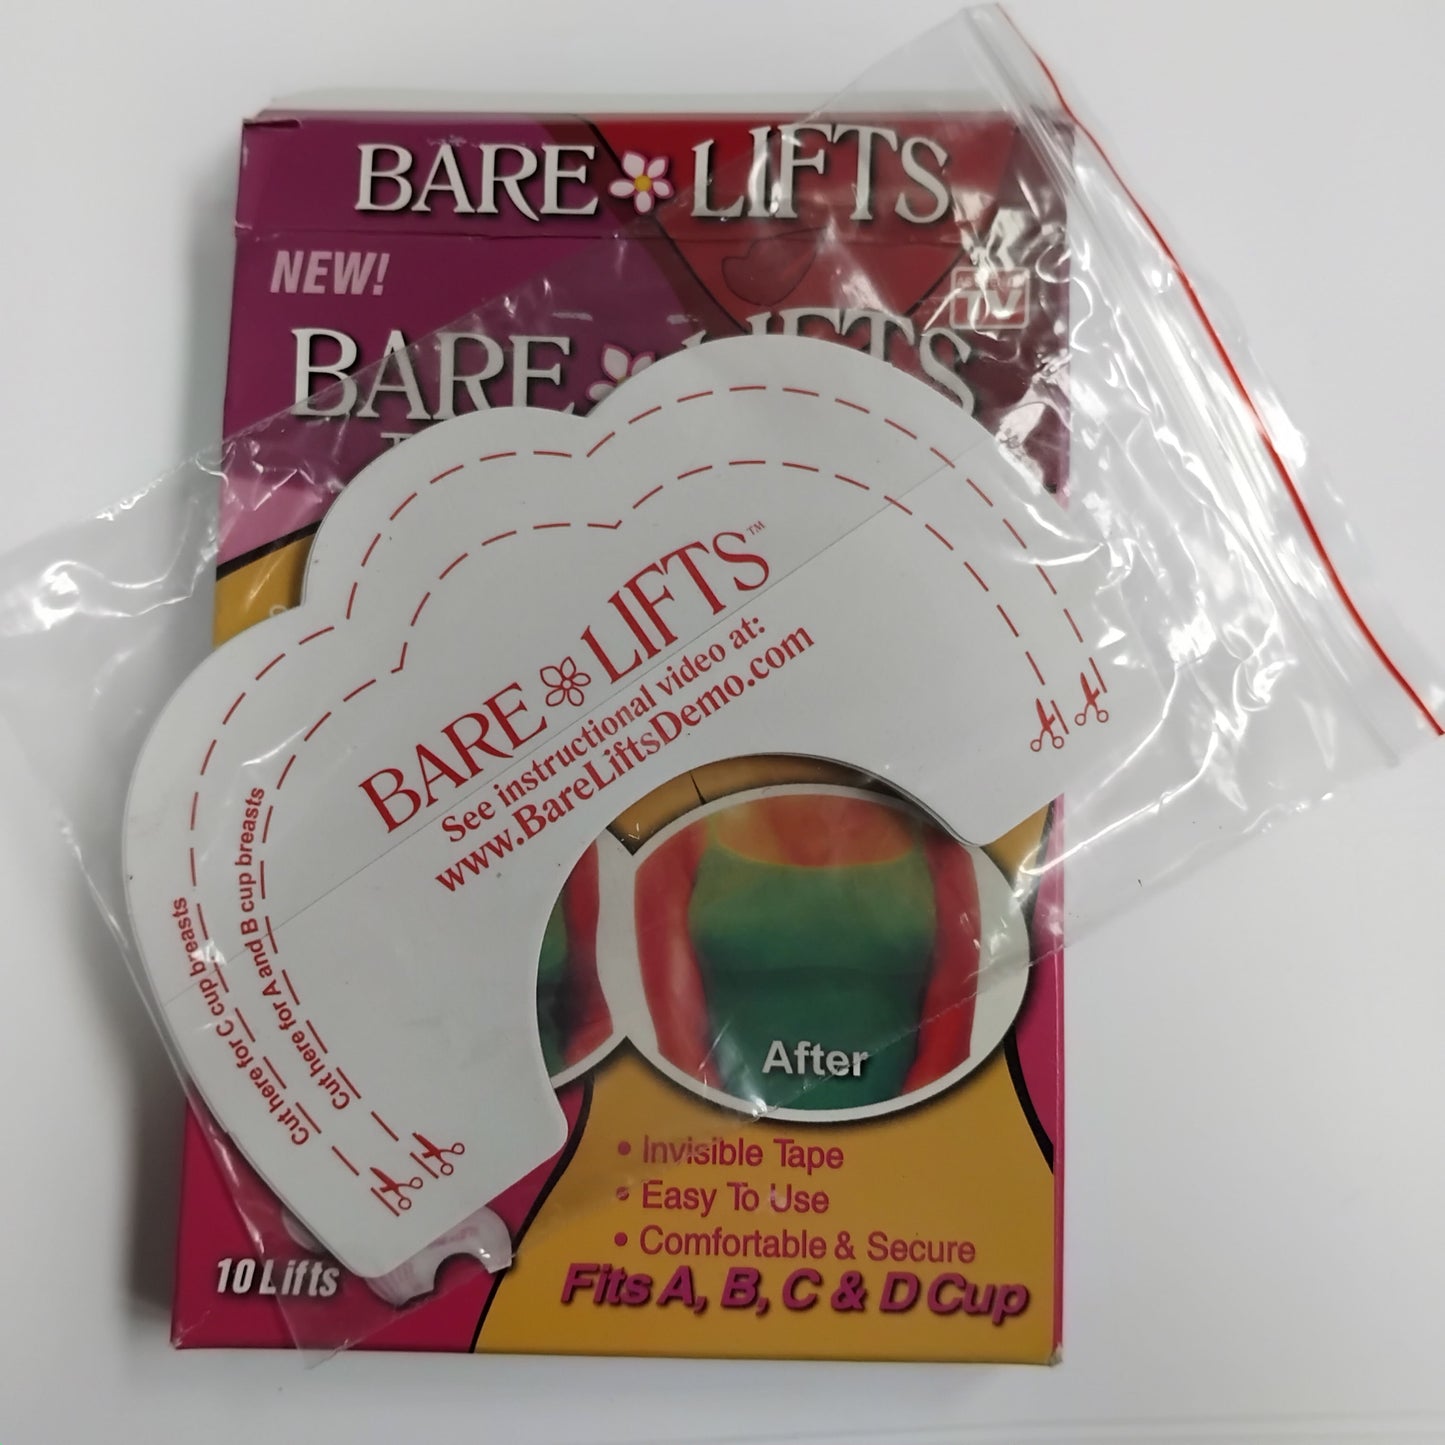 BARE LIFTS
NEW!
TV
BARE LIFTS
BARE LIFTS™
See instructional video at:
www.BareLiftsDemo.com
Cut here for C cup breasts
Cut here for A and B cup breasts
After
• Invisible Tape
• Easy To Use
• Comfortable & Secure
10 Lifts
Fits A, B, C & D Cup